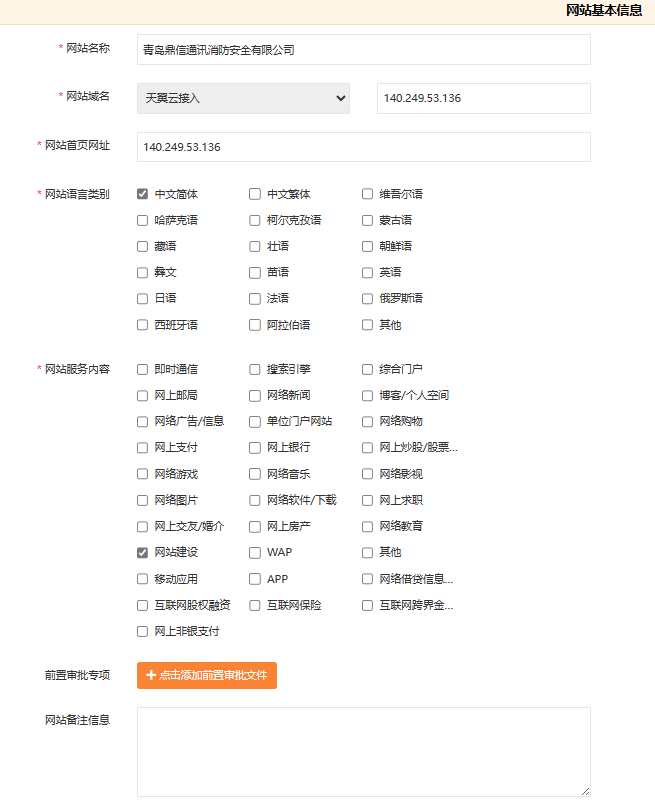 网站基本信息
* 网站名称 青岛鼎信通讯消防安全有限公司
* 网站域名 天翼云接入 140.249.53.136
* 网站首页网址 140.249.53.136
* 网站语言类别 中文简体 中文繁体 维吾尔语
哈萨克语 柯尔克孜语 蒙古语
藏语 壮语 朝鲜语
彝文 苗语 英语
日语 法语 俄罗斯语
西班牙语 阿拉伯语 其他
* 网站服务内容 即时通信 搜索引擎 综合门户
网上邮局 网络新闻 博客/个人空间
网络广告/信息 单位门户网站 网络购物
网上支付 网上银行 网上炒股/股票...
网络游戏 网络音乐 网络影视
网络图片 网络软件/下载 网上求职
网上交友/婚介 网上房产 网络教育
网站建设 WAP 其他
移动应用 APP 网络借贷信息...
互联网股权融资 互联网保险 互联网跨界金...
网上非银支付
前置审批专项 点击添加前置审批文件
网站备注信息